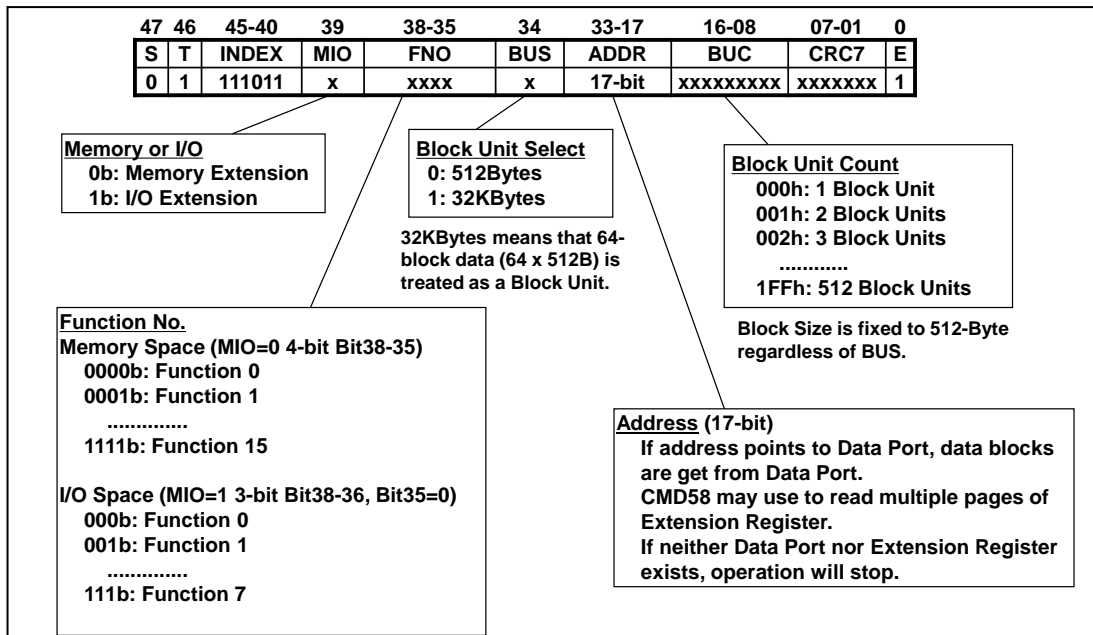 47 46 45-40 39 38-35 34 33-17 16-08 07-01 0
S T INDEX MIO FNO BUS ADDR BUC CRC7 E
0 1 111011 x xxxx x 17-bit xxxxxxxxx xxxxxxx 1
Memory or I/O
0b: Memory Extension
1b: I/O Extension
Block Unit Select
0: 512Bytes
1: 32KBytes
32KBytes means that 64-
block data (64 x 512B) is
treated as a Block Unit.
Block Unit Count
000h: 1 Block Unit
001h: 2 Block Units
002h: 3 Block Units
............
1FFh: 512 Block Units
Block Size is fixed to 512-Byte
regardless of BUS.
Function No.
Memory Space (MIO=0 4-bit Bit38-35)
0000b: Function 0
0001b: Function 1
..............
1111b: Function 15
I/O Space (MIO=1 3-bit Bit38-36, Bit35=0)
000b: Function 0
001b: Function 1
..............
111b: Function 7
Address (17-bit)
If address points to Data Port, data blocks
are get from Data Port.
CMD58 may use to read multiple pages of
Extension Register.
If neither Data Port nor Extension Register
exists, operation will stop.